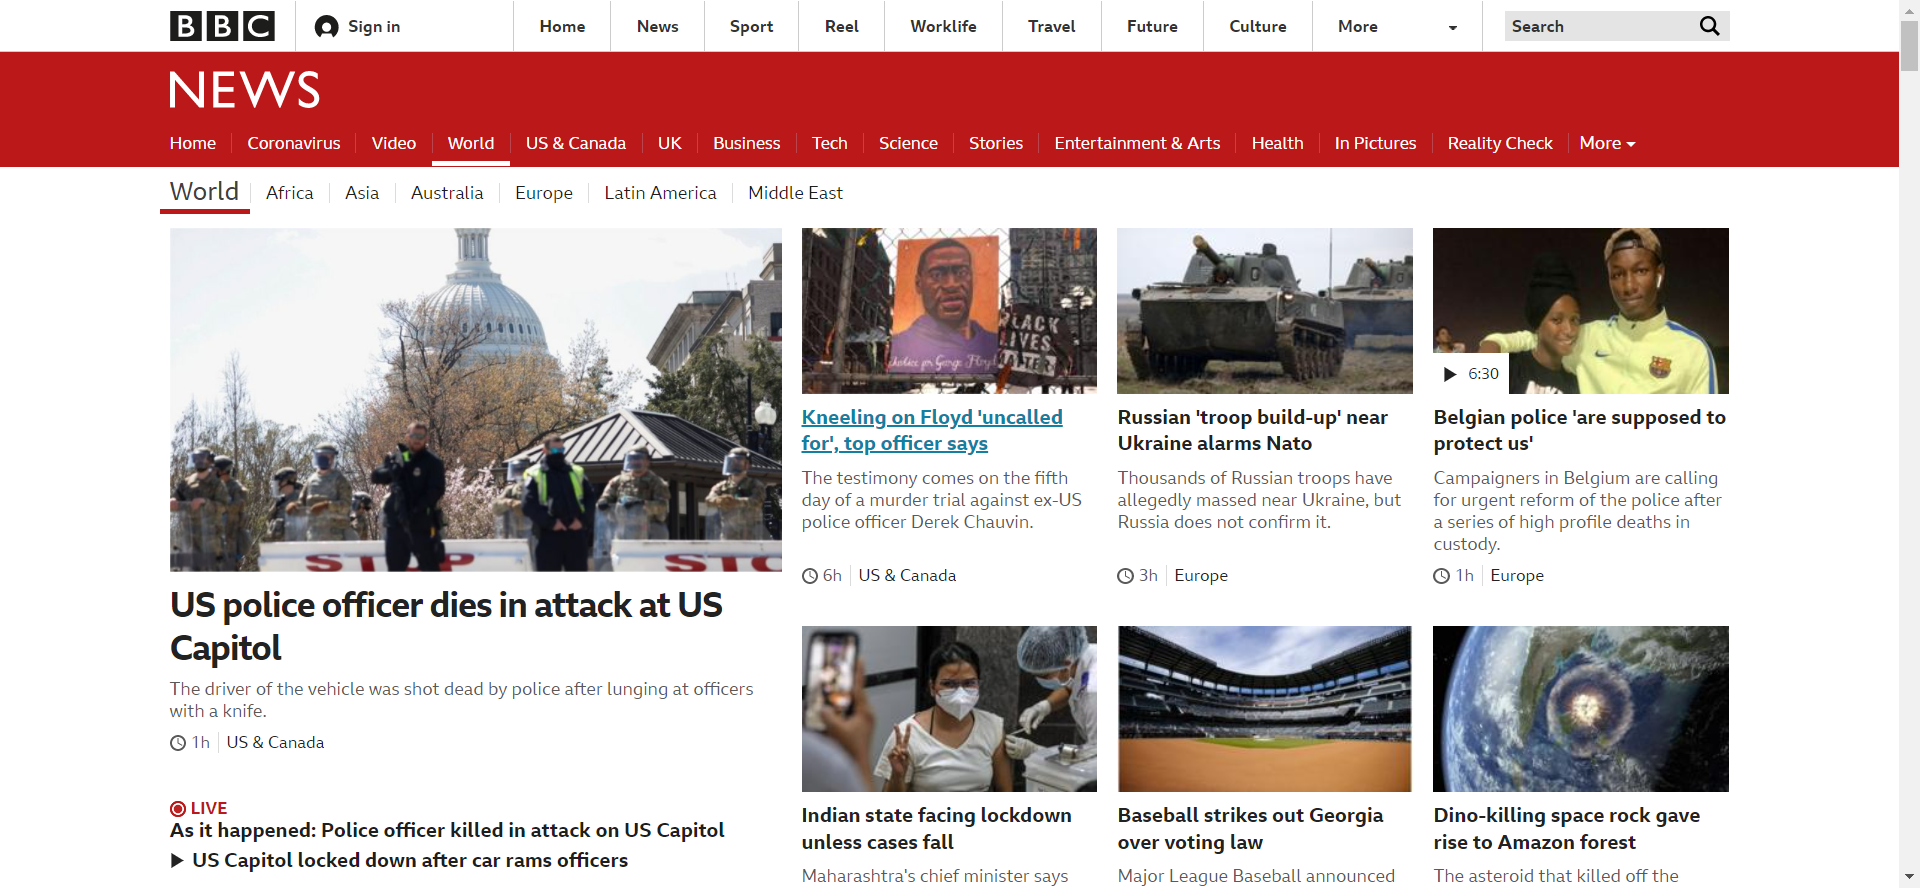 BBC
Sign in
Home
News
Sport
Reel
Worklife
Travel
Future
Culture
More
Search
NEWS
Home
Coronavirus
Video
World
US & Canada
UK
Business
Tech
Science
Stories
Entertainment & Arts
Health
In Pictures
Reality Check
More
World
Africa
Asia
Australia
Europe
Latin America
Middle East
STOP
STO
US police officer dies in attack at US
Capitol
The driver of the vehicle was shot dead by police after lunging at officers
with a knife.
1h US & Canada
LIVE
As it happened: Police officer killed in attack on US Capitol
US Capitol locked down after car rams officers
Justice for George Floyd
BLACK
LIVES
MATTER
Kneeling on Floyd 'uncalled
for', top officer says
The testimony comes on the fifth
day of a murder trial against ex-US
police officer Derek Chauvin.
6h US & Canada
Russian 'troop build-up' near
Ukraine alarms Nato
Thousands of Russian troops have
allegedly massed near Ukraine, but
Russia does not confirm it.
3h Europe
6:30
Belgian police 'are supposed to
protect us'
Campaigners in Belgium are calling
for urgent reform of the police after
a series of high profile deaths in
custody.
1h Europe
Indian state facing lockdown
unless cases fall
Maharashtra's chief minister says
Baseball strikes out Georgia
over voting law
Major League Baseball announced
Dino-killing space rock gave
rise to Amazon forest
The asteroid that killed off the